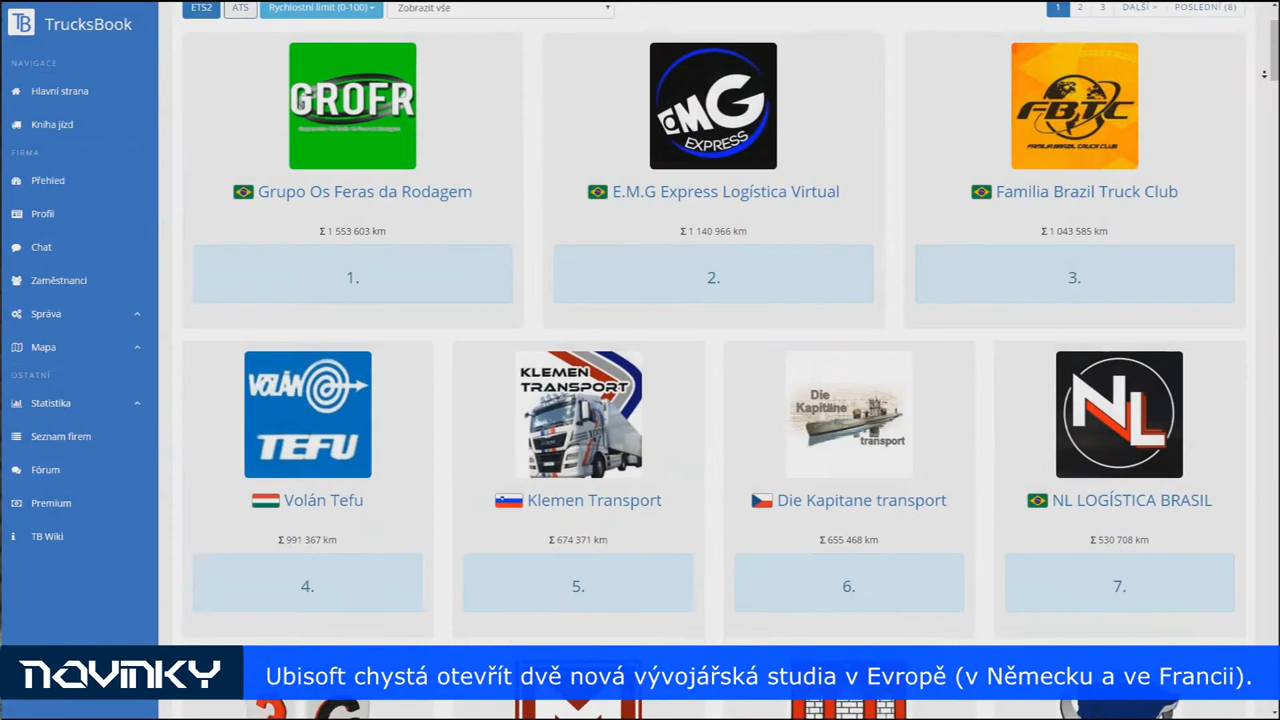 TB TrucksBook
NAVIGACE
Hlavní strana
Kniha jízd
FIRMA
Přehled
Profil
Chat
Zaměstnanci
Správa
Mapa
OSTATNÍ
Statistika
Seznam firem
Fórum
Premium
TB Wiki
ETS2 ATS Rychlostní limit (0-100) Zobrazit vše 1 2 3 DALŠÍ > POSLEDNÍ (8)
GROFR
EMG
EXPRESS
FBTC
FAMILIA BRAZIL TRUCK CLUB
Grupo Os Feras da Rodagem
E.M.G Express Logística Virtual
Familia Brazil Truck Club
Σ 1 553 603 km
Σ 1 140 966 km
Σ 1 043 585 km
1.
2.
3.
VOLÁN
TEFU
KLEMEN
TRANSPORT
Die
Kapitäne
transport
NL
Volán Tefu
Klemen Transport
Die Kapitane transport
NL LOGÍSTICA BRASIL
Σ 991 367 km
Σ 674 371 km
Σ 655 468 km
Σ 530 708 km
4.
5.
6.
7.
NOVINKY
Ubisoft chystá otevřít dvě nová vývojářská studia v Evropě (v Německu a ve Francii).